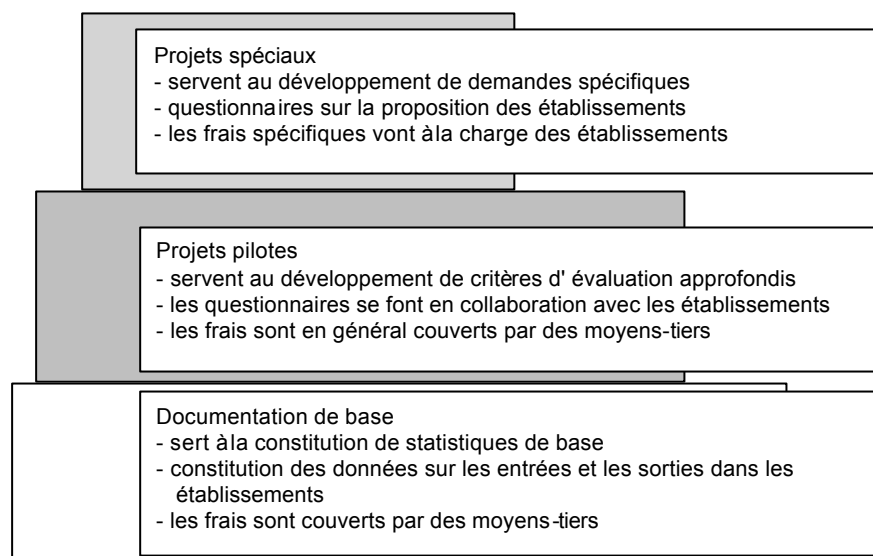 Projets spéciaux
- servent au développement de demandes spécifiques
- questionnaires sur la proposition des établissements
- les frais spécifiques vont àla charge des établissements
Projets pilotes
- servent au développement de critères d' évaluation approfondis
- les questionnaires se font en collaboration avec les établissements
- les frais sont en général couverts par des moyens-tiers
Documentation de base
- sert àla constitution de statistiques de base
- constitution des données sur les entrées et les sorties dans les
établissements
- les frais sont couverts par des moyens-tiers